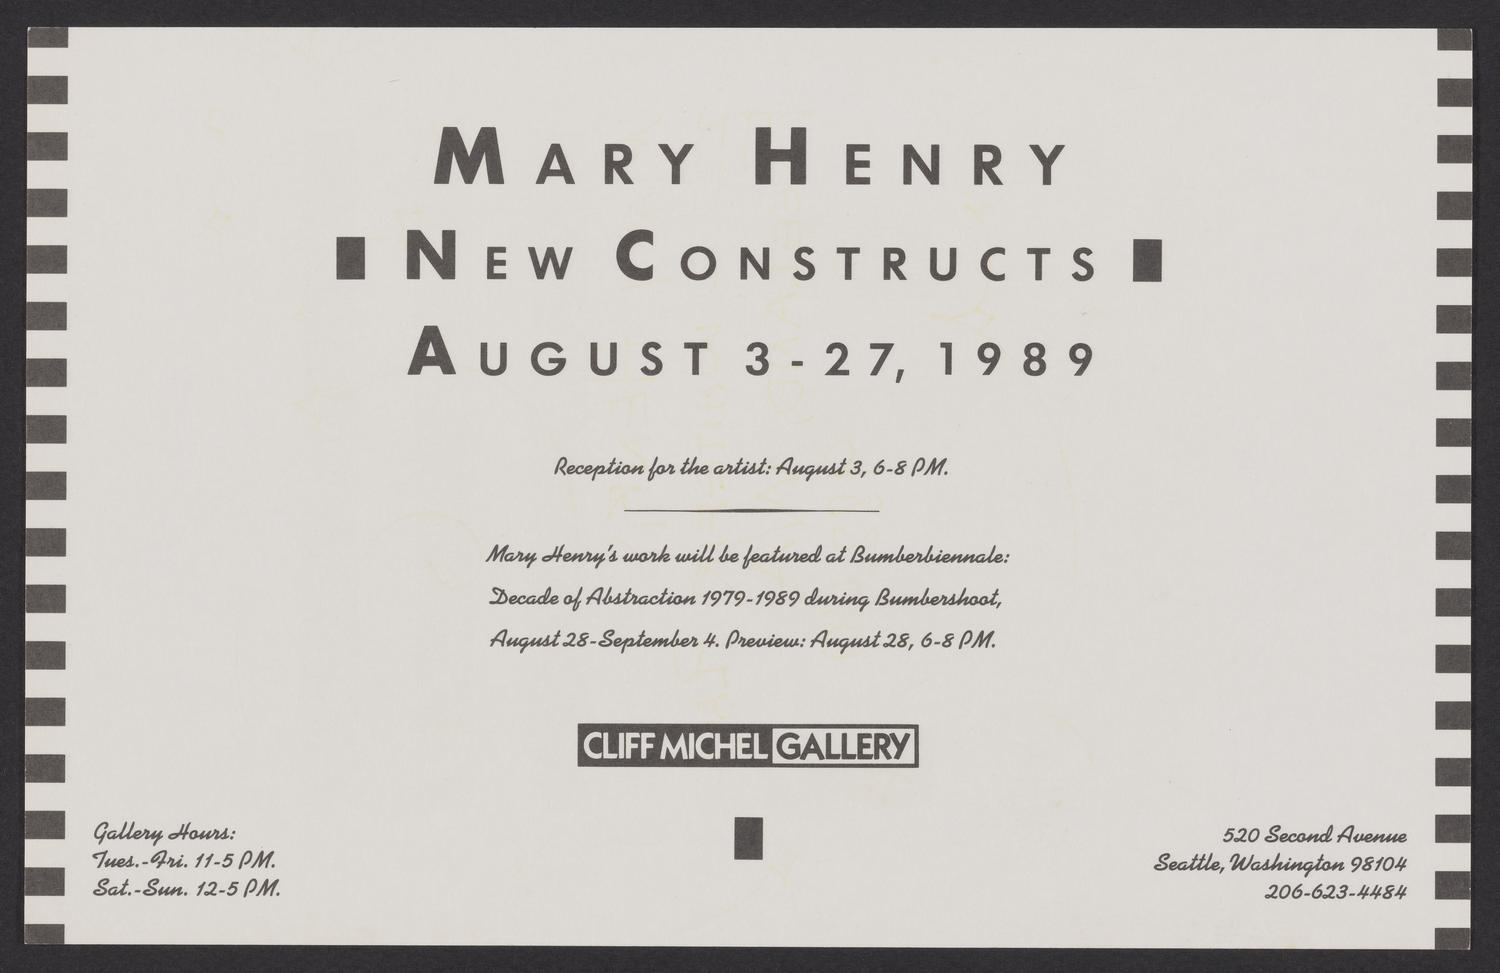 MARY HENRY
NEW CONSTRUCTS
AUGUST 3-27, 1989
Reception for the artist: August 3, 6-8 PM.
Mary Henry's work will be featured at Bumberbiennale:
Decade of Abstraction 1979-1989 during Bumbershoot,
August 28-September 4. Preview: August 28, 6-8 PM.
CLIFF MICHEL GALLERY
Gallery Hours:
Tues.-Fri. 11-5 PM.
Sat.-Sun. 12-5 PM.
520 Second Avenue
Seattle, Washington 98104
206-623-4484